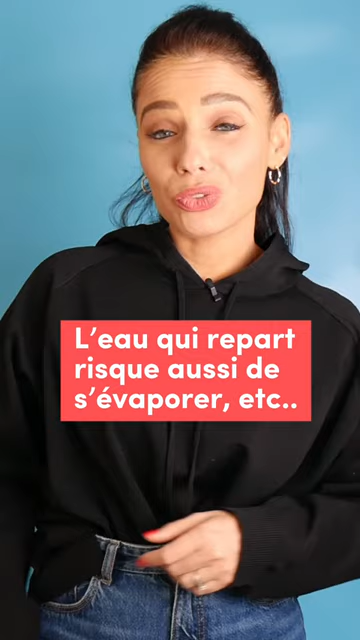 L’eau qui repart
risque aussi de
s’évaporer, etc..